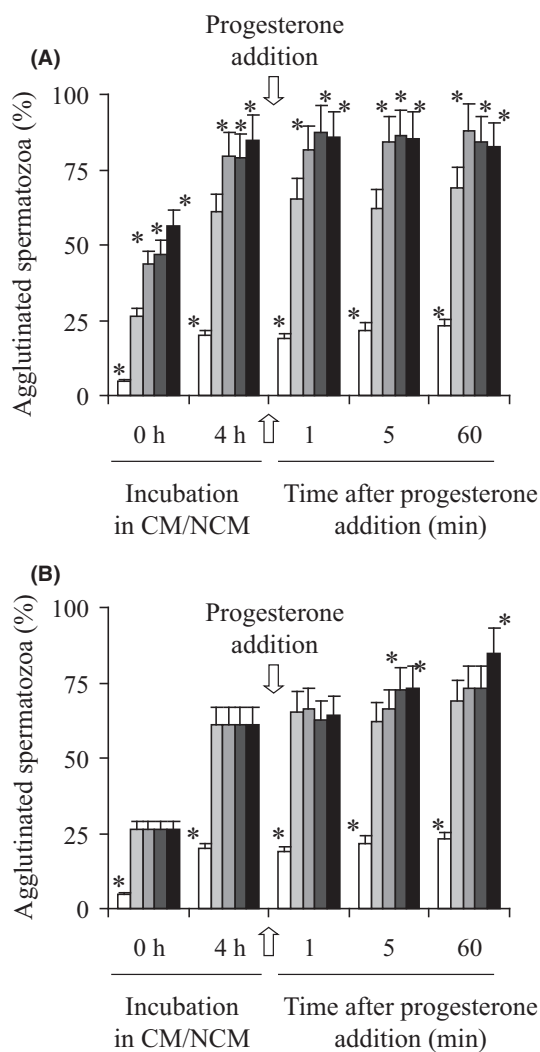 Progesterone
addition
(A)
Agglutinated spermatozoa (%)
100
75
50
25
0
* * * * * * * * * * * * * * * * * * * *
0 h 4 h 1 5 60
Incubation
in CM/NCM
Time after progesterone
addition (min)
(B)
Agglutinated spermatozoa (%)
100
75
50
25
0
Progesterone
addition
* * * * * * * *
0 h 4 h 1 5 60
Incubation
in CM/NCM
Time after progesterone
addition (min)